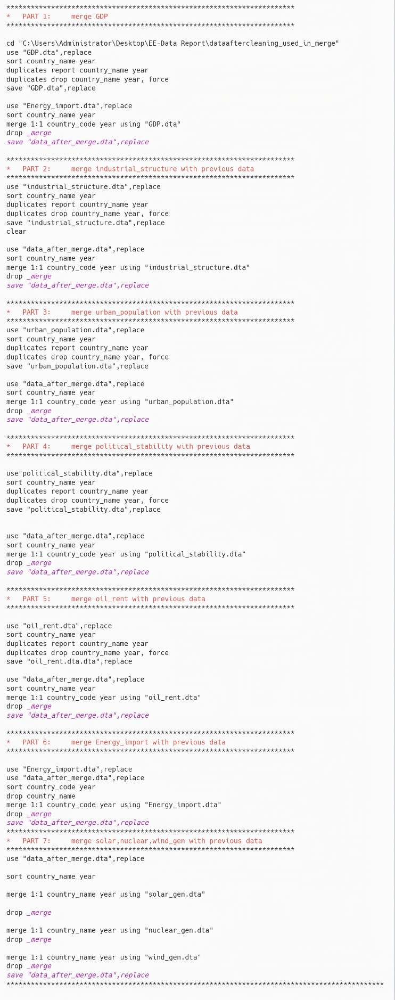 ***********************************************************************
*   PART 1:     merge GDP
***********************************************************************
cd "C:\Users\Administrator\Desktop\EE-Data Report\dataaftercleaning_used_in_merge"
use "GDP.dta",replace
sort country_name year
duplicates report country_name year
duplicates drop country_name year, force
save "GDP.dta",replace
use "Energy_import.dta",replace
sort country_name year
merge 1:1 country_code year using "GDP.dta"
drop _merge
save "data_after_merge.dta",replace
***********************************************************************
*   PART 2:     merge industrial_structure with previous data
***********************************************************************
use "industrial_structure.dta",replace
sort country_name year
duplicates report country_name year
duplicates drop country_name year, force
save "industrial_structure.dta",replace
clear
use "data_after_merge.dta",replace
sort country_name year
merge 1:1 country_code year using "industrial_structure.dta"
drop _merge
save "data_after_merge.dta",replace
***********************************************************************
*   PART 3:     merge urban_population with previous data
***********************************************************************
use "urban_population.dta",replace
sort country_name year
duplicates report country_name year
duplicates drop country_name year, force
save "urban_population.dta",replace
use "data_after_merge.dta",replace
sort country_name year
merge 1:1 country_code year using "urban_population.dta"
drop _merge
save "data_after_merge.dta",replace
***********************************************************************
*   PART 4:     merge political_stability with previous data
***********************************************************************
use"political_stability.dta",replace
sort country_name year
duplicates report country_name year
duplicates drop country_name year, force
save "political_stability.dta",replace
use "data_after_merge.dta",replace
sort country_name year
merge 1:1 country_code year using "political_stability.dta"
drop _merge
save "data_after_merge.dta",replace
***********************************************************************
*   PART 5:     merge oil_rent with previous data
***********************************************************************
use "oil_rent.dta",replace
sort country_name year
duplicates report country_name year
duplicates drop country_name year, force
save "oil_rent.dta.dta",replace
use "data_after_merge.dta",replace
sort country_name year
merge 1:1 country_code year using "oil_rent.dta"
drop _merge
save "data_after_merge.dta",replace
***********************************************************************
*   PART 6:     merge Energy_import with previous data
***********************************************************************
use "Energy_import.dta",replace
use "data_after_merge.dta",replace
sort country_code year
drop country_name
merge 1:1 country_code year using "Energy_import.dta"
drop _merge
save "data_after_merge.dta",replace
***********************************************************************
*   PART 7:     merge solar,nuclear,wind_gen with previous data
***********************************************************************
use "data_after_merge.dta",replace
sort country_name year
merge 1:1 country_name year using "solar_gen.dta"
drop _merge
merge 1:1 country_name year using "nuclear_gen.dta"
drop _merge
merge 1:1 country_name year using "wind_gen.dta"
drop _merge
save "data_after_merge.dta",replace
*********************************************************************************************